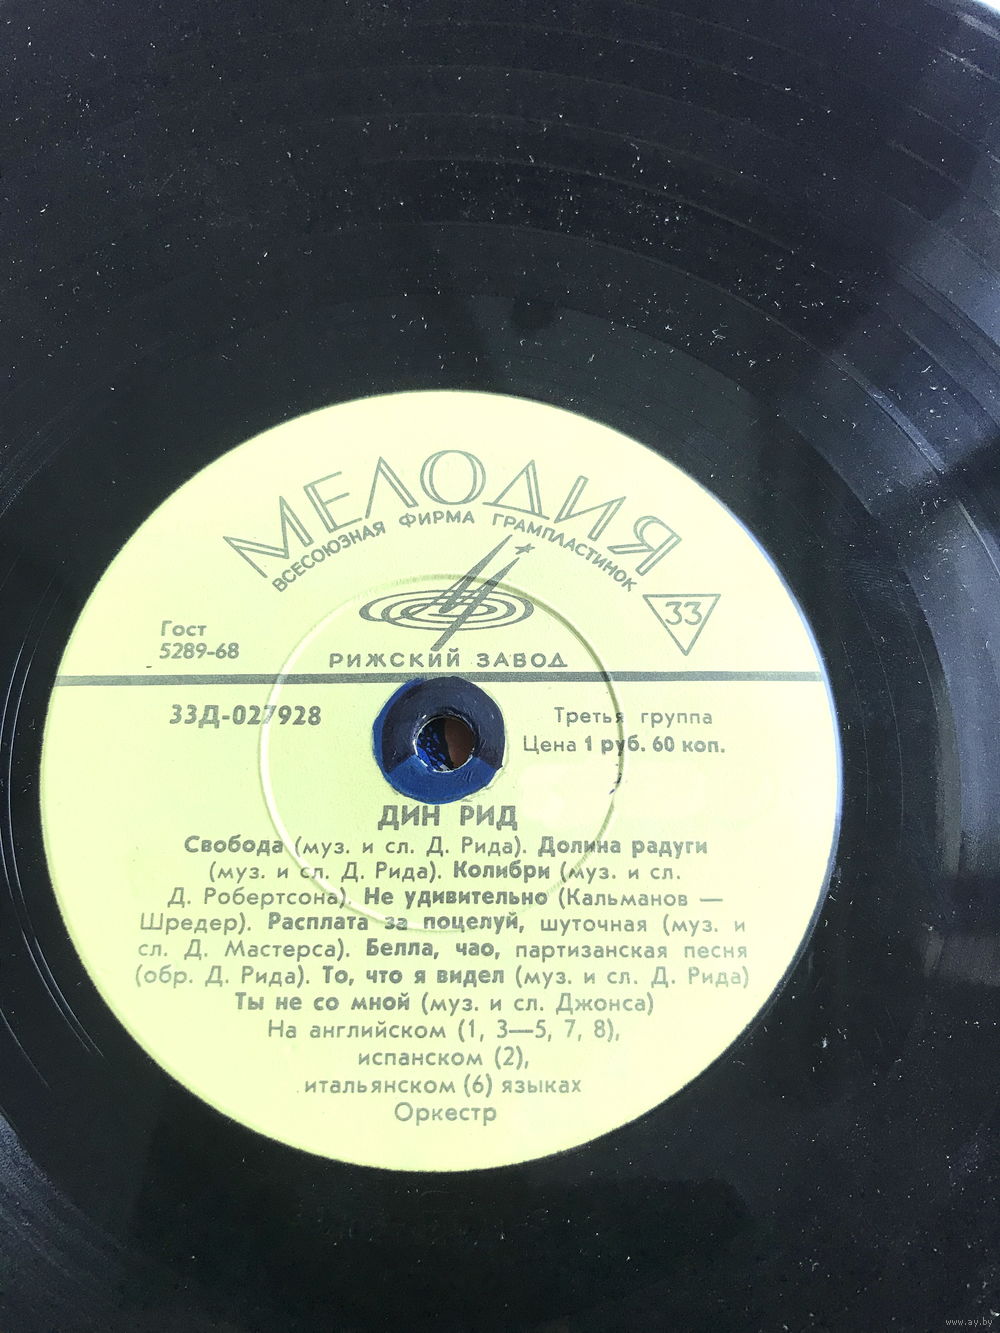 МЕЛОДИЯ
ВСЕСОЮЗНАЯ ФИРМА ГРАМПЛАСТИНОК
33
Гост
5289-68
РИЖСКИЙ ЗАВОД
33Д-027928
Третья группа
Цена 1 руб. 60 коп.
ДИН РИД
Свобода (муз. и сл. Д. Рида). Долина радуги
(муз. и сл. Д. Рида). Колибри (муз. и сл.
Д. Робертсона). Не удивительно (Кальманов —
Шредер). Расплата за поцелуй, шуточная (муз. и
сл. Д. Мастерса). Белла, чао, партизанская песня
(обр. Д. Рида). То, что я видел (муз. и сл. Д. Рида)
Ты не со мной (муз. и сл. Джонса)
На английском (1, 3—5, 7, 8),
испанском (2),
итальянском (6) языках
Оркестр
www.ay.by